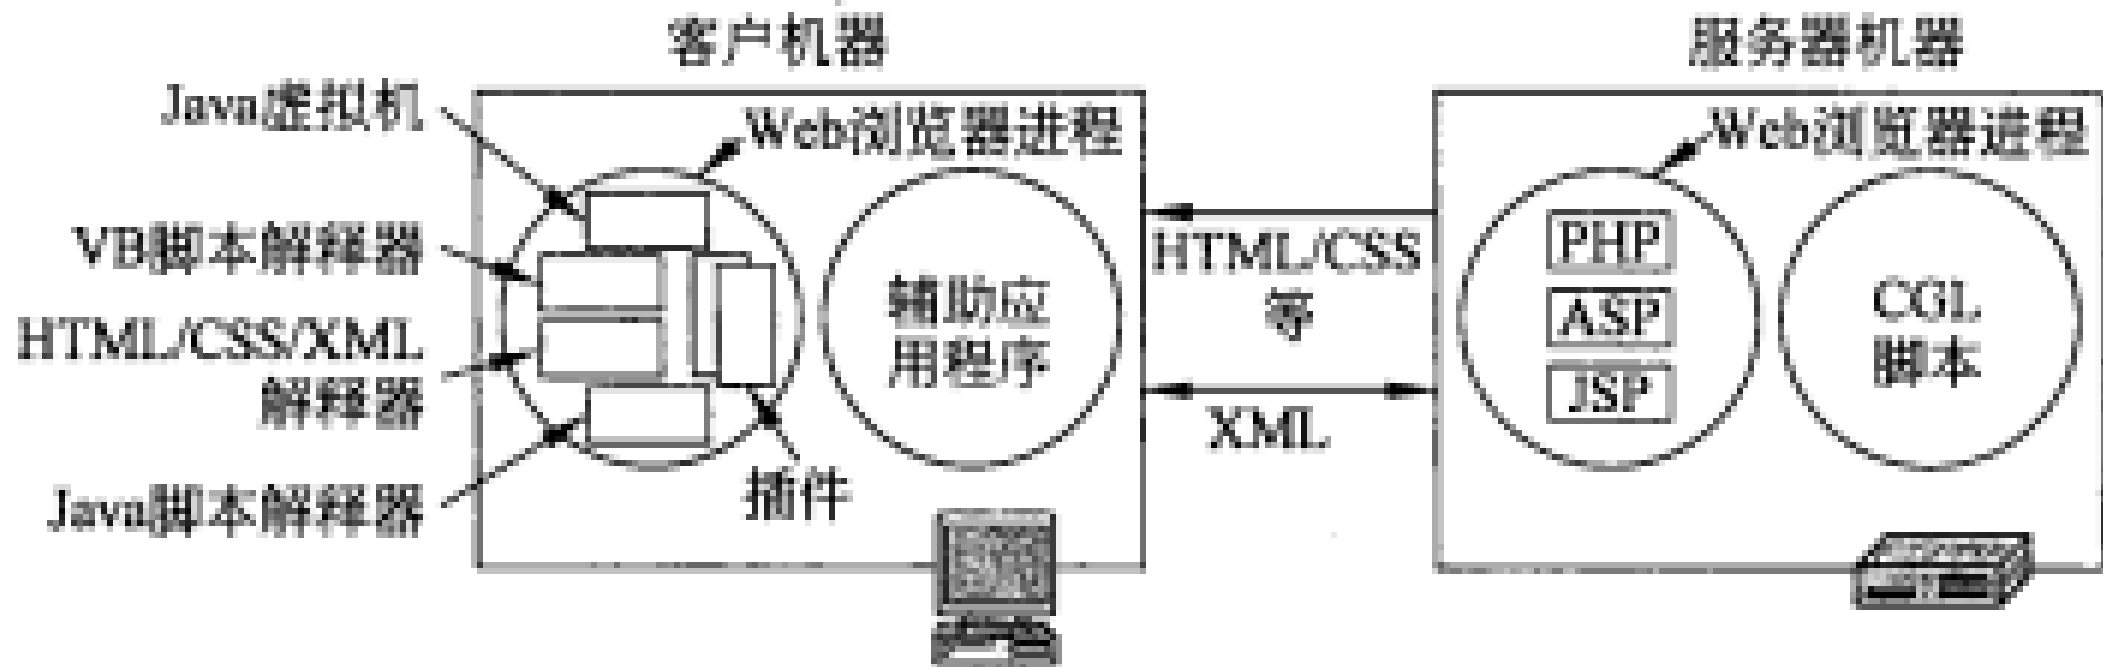 客户机器
服务器机器
Java虚拟机
Web浏览器进程
Web浏览器进程
VB脚本解释器
HTML/CSS/XML
解释器
Java脚本解释器
插件
辅助应
用程序
HTML/CSS
等
XML
PHP
ASP
JSP
CGL
脚本